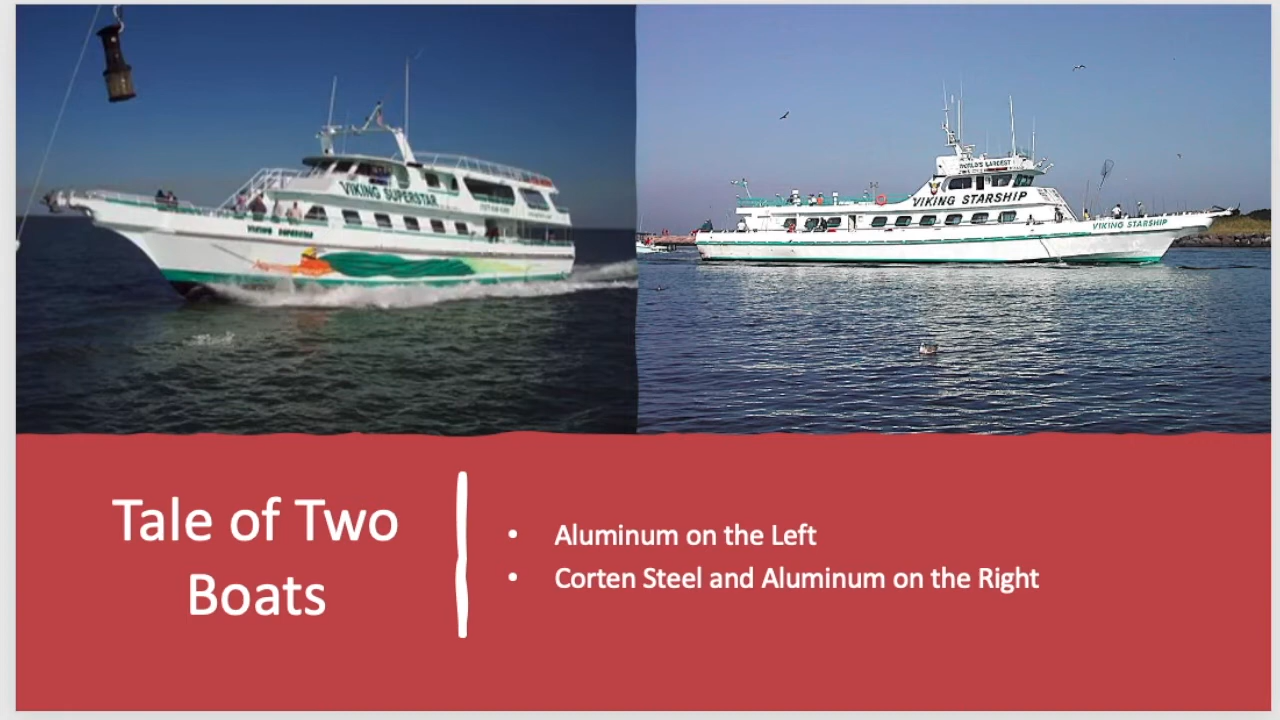 VIKING SUPERSTAR
VIKING SUPERSTAR
WORLD'S LARGEST
VIKING STARSHIP
VIKING STARSHIP
Tale of Two
Boats
• Aluminum on the Left
• Corten Steel and Aluminum on the Right